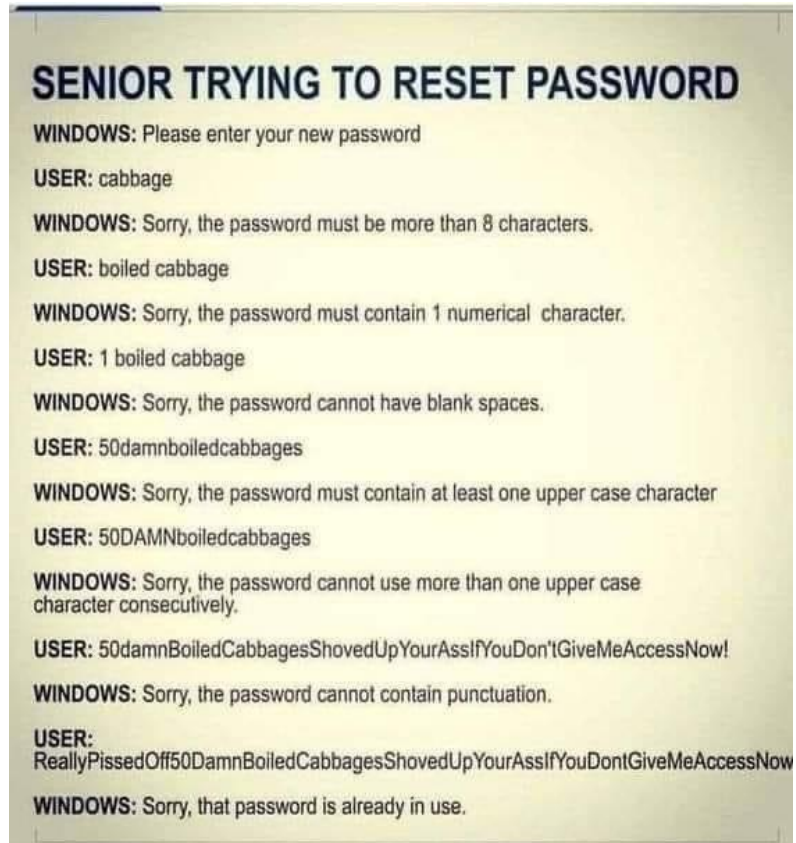 SENIOR TRYING TO RESET PASSWORD
WINDOWS: Please enter your new password
USER: cabbage
WINDOWS: Sorry, the password must be more than 8 characters.
USER: boiled cabbage
WINDOWS: Sorry, the password must contain 1 numerical character.
USER: 1 boiled cabbage
WINDOWS: Sorry, the password cannot have blank spaces.
USER: 50damnboiledcabbages
WINDOWS: Sorry, the password must contain at least one upper case character
USER: 50DAMNboiledcabbages
WINDOWS: Sorry, the password cannot use more than one upper case
character consecutively.
USER: 50damnBoiledCabbagesShovedUpYourAssIfYouDon'tGiveMeAccessNow!
WINDOWS: Sorry, the password cannot contain punctuation.
USER:
ReallyPissedOff50DamnBoiledCabbagesShovedUpYourAssIfYouDontGiveMeAccessNow
WINDOWS: Sorry, that password is already in use.